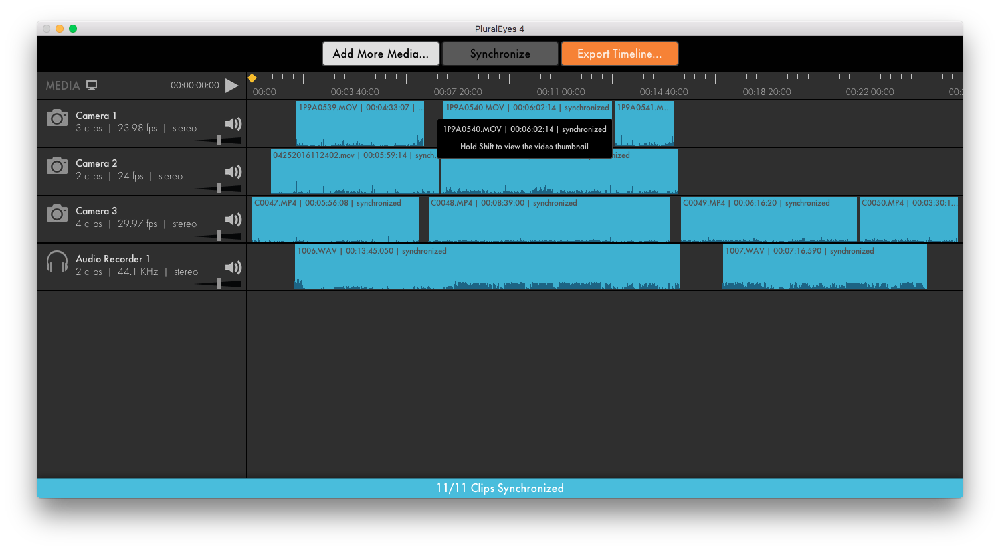 PluralEyes 4
Add More Media... Synchronize Export Timeline...
MEDIA 00:00:00:00
00:00 00:03:40:00 00:07:20:00 00:11:00:00 00:14:40:00 00:18:20:00 00:22:00:00
Camera 1
3 clips | 23.98 fps | stereo
1P9A0539.MOV | 00:04:33:07 | ...
1P9A0540.MOV | 00:06:02:14 | synchronized
1P9A0541.M...
1P9A0540.MOV | 00:06:02:14 | synchronized
Hold Shift to view the video thumbnail
Camera 2
2 clips | 24 fps | stereo
04252016112402.mov | 00:05:59:14 | synch...
Camera 3
4 clips | 29.97 fps | stereo
C0047.MP4 | 00:05:56:08 | synchronized
C0048.MP4 | 00:08:39:00 | synchronized
C0049.MP4 | 00:06:16:20 | synchronized
C0050.MP4 | 00:03:30:1...
Audio Recorder 1
2 clips | 44.1 KHz | stereo
1006.WAV | 00:13:45.050 | synchronized
1007.WAV | 00:07:16.590 | synchronized
11/11 Clips Synchronized